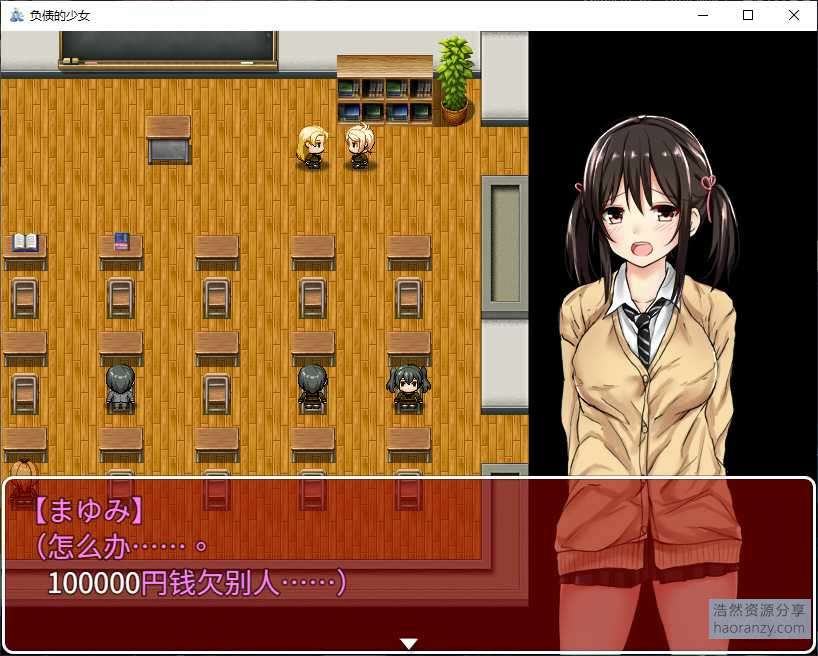 负债的少女
【まゆみ】
（怎么办……。
100000円钱欠别人……）
浩然资源分享
haoranzy.com